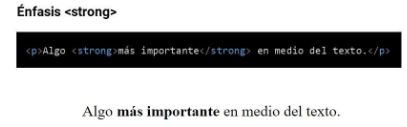 Énfasis <strong>
<p>Algo <strong>más importante</strong> en medio del texto.</p>
Algo más importante en medio del texto.